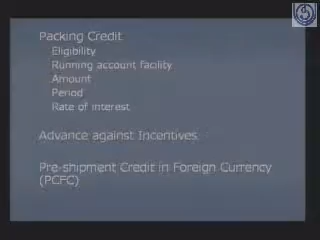 Packing Credit
Eligibility
Running account facility
Amount
Period
Rate of interest
Advance against Incentives
Pre-shipment Credit in Foreign Currency
(PCFC)